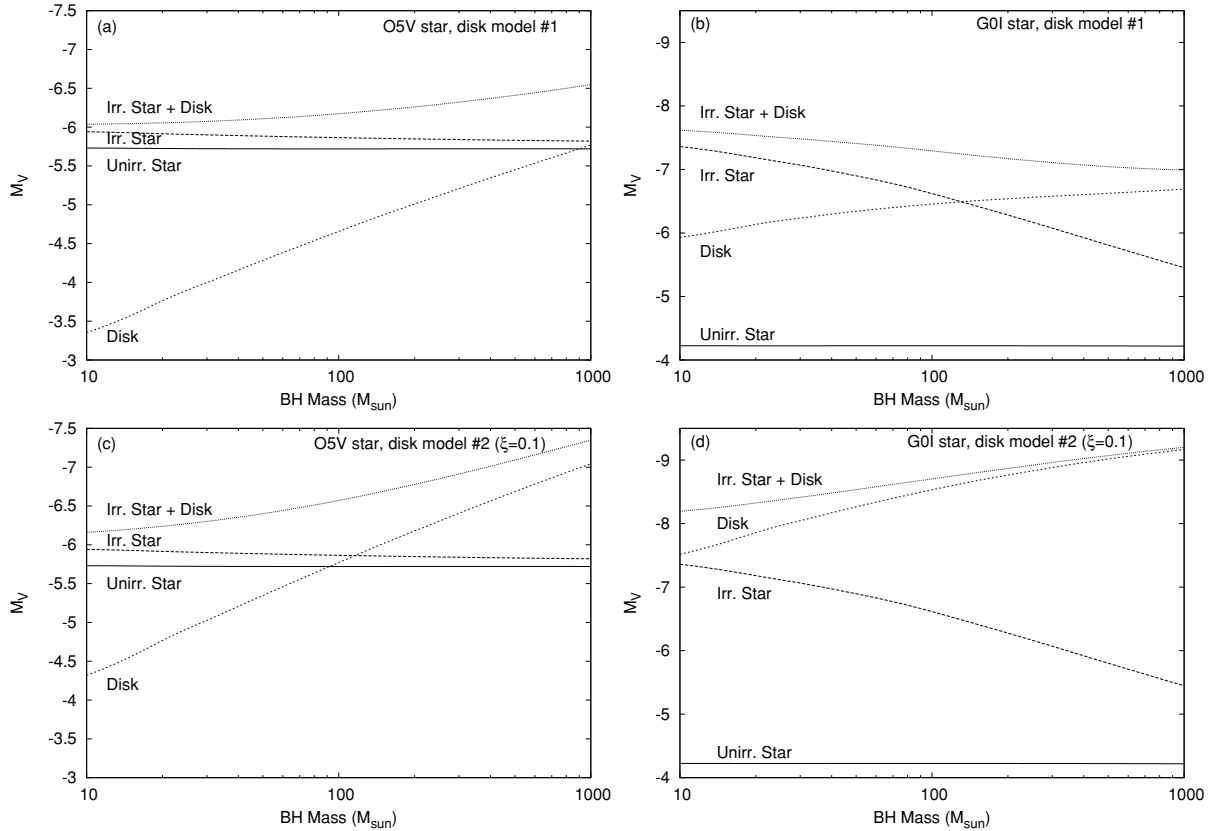 (a)
O5V star, disk model #1
-7.5
-7
-6.5
-6
-5.5
-5
-4.5
-4
-3.5
-3
M_V
Irr. Star + Disk
Irr. Star
Unirr. Star
Disk
10
100
1000
BH Mass (M_sun)
(b)
G0I star, disk model #1
-9
-8
-7
-6
-5
-4
M_V
Irr. Star + Disk
Irr. Star
Disk
Unirr. Star
10
100
1000
BH Mass (M_sun)
(c)
O5V star, disk model #2 (ξ=0.1)
-7.5
-7
-6.5
-6
-5.5
-5
-4.5
-4
-3.5
-3
M_V
Irr. Star + Disk
Irr. Star
Unirr. Star
Disk
10
100
1000
BH Mass (M_sun)
(d)
G0I star, disk model #2 (ξ=0.1)
-9
-8
-7
-6
-5
-4
M_V
Irr. Star + Disk
Disk
Irr. Star
Unirr. Star
10
100
1000
BH Mass (M_sun)